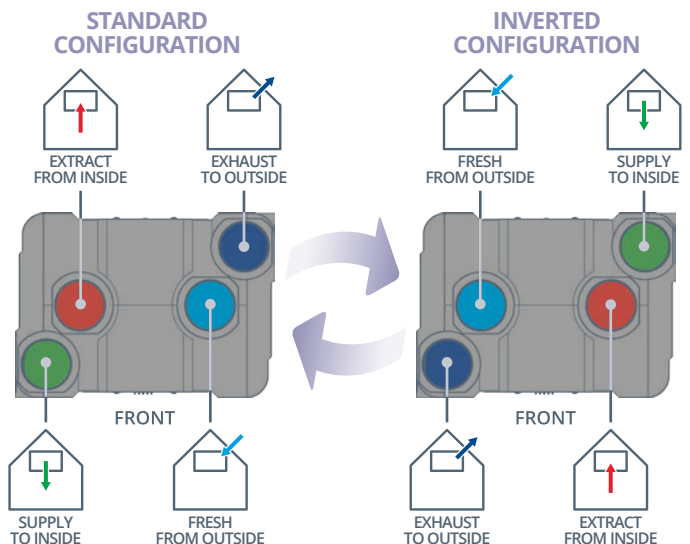 STANDARD
CONFIGURATION
EXTRACT
FROM INSIDE
EXHAUST
TO OUTSIDE
FRONT
SUPPLY
TO INSIDE
FRESH
FROM OUTSIDE
INVERTED
CONFIGURATION
FRESH
FROM OUTSIDE
SUPPLY
TO INSIDE
FRONT
EXHAUST
TO OUTSIDE
EXTRACT
FROM INSIDE